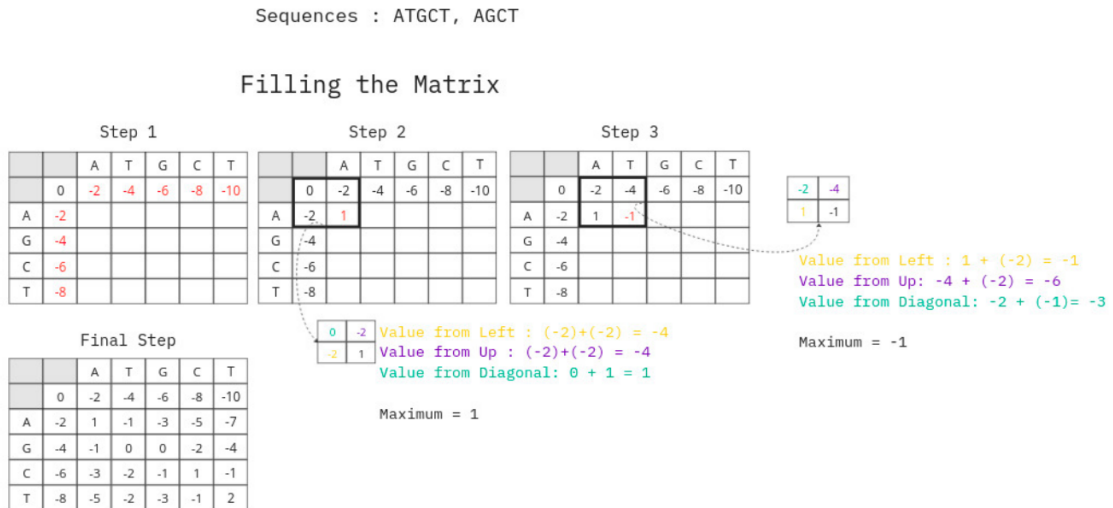 Sequences : ATGCT, AGCT
Filling the Matrix
Step 1
A T G C T
0 -2 -4 -6 -8 -10
A -2
G -4
C -6
T -8
Step 2
A T G C T
0 -2 -4 -6 -8 -10
A -2 1
G -4
C -6
T -8
0 -2
-2 1
Value from Left : (-2)+(-2) = -4
Value from Up : (-2)+(-2) = -4
Value from Diagonal: 0 + 1 = 1
Maximum = 1
Step 3
A T G C T
0 -2 -4 -6 -8 -10
A -2 1 -1
G -4
C -6
T -8
-2 -4
1 -1
Value from Left : 1 + (-2) = -1
Value from Up: -4 + (-2) = -6
Value from Diagonal: -2 + (-1)= -3
Maximum = -1
Final Step
A T G C T
0 -2 -4 -6 -8 -10
A -2 1 -1 -3 -5 -7
G -4 -1 0 0 -2 -4
C -6 -3 -2 -1 1 -1
T -8 -5 -2 -3 -1 2